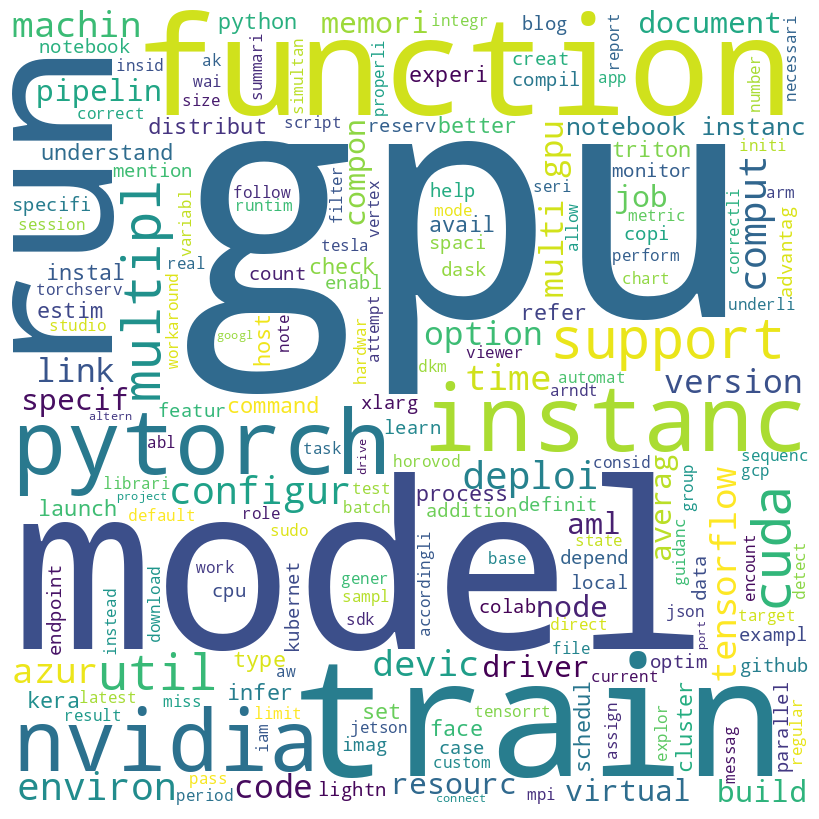 machin
python
memori
integr
blog
report
document
notebook
insid
ak
wai
size
summari
function
simultan
properli
experi
creat
compil
app
number
necessari
pipelin
correct
distribut
script
reserv
better
notebook instanc
understand
mention
variabl
compon
multi gpu
triton
initi
run
gpu
specifi
session
multipl
follow
runtim
filter
vertex
help
mode
avail
spaci
dask
seri
allow
monitor
job
metric
copi
perform
chart
comput
correctli
arm
advantag
instal
torchserv
real
count
tesla
check
enabl
estim
studio
workaround
googl
host
note
hardwar
attempt
refer
underli
link
option
support
viewer
dkm
time
automat
version
specif
altern
featur
command
xlarg
learn
arndt
instanc
pytorch
abl
task
drive
horovod
deploi
consid
sequenc
gcp
librari
project
launch
configur
test
batch
process
addition
definit
averag
group
guidanc
tensorflow
cuda
default
role
sudo
state
aml
model
work
cpu
gener
sampl
sdk
kubernet
accordingli
base
depend
local
data
encount
detect
endpoint
instead
download
colab
node
direct
file
json
port
exampl
target
azur
util
type
aw
infer
devic
driver
current
optim
github
kera
latest
result
miss
limit
iam
set
face
tensorrt
train
schedul
assign
explor
cluster
messag
parallel
regular
nvidia
jetson
imag
case
custom
environ
pass
period
code
lightn
resourc
connect
mpi
virtual
build